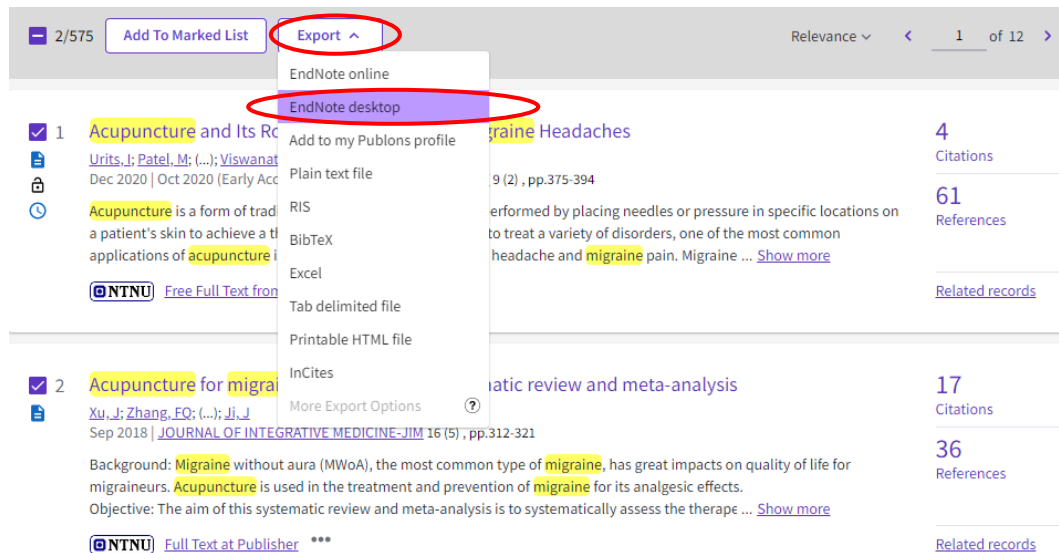 2/575 Add To Marked List Export Relevance 1 of 12
EndNote online
EndNote desktop
Add to my Publons profile
Plain text file
RIS
BibTeX
Excel
Tab delimited file
Printable HTML file
InCites
More Export Options ?
1 Acupuncture and Its graine Headaches
Urits, I; Patel, M; (...);
Dec 2020 | Oct 2020 (Early 9 (2) , pp.375-394
Acupuncture is a form of erformed by placing needles or pressure in specific locations on
a patient's skin to achieve a to treat a variety of disorders, one of the most common
applications of acupuncture headache and migraine pain. Migraine ... Show more
NTNU Free Full Text from
4
Citations
61
References
Related records
2 Acupuncture for atic review and meta-analysis
Xu, J; Zhang, FQ; (...); Ji, J
Sep 2018 | JOURNAL OF INTEGRATIVE MEDICINE-JIM 16 (5) , pp.312-321
Background: Migraine without aura (MWoA), the most common type of migraine, has great impacts on quality of life for
migraineurs. Acupuncture is used in the treatment and prevention of migraine for its analgesic effects.
Objective: The aim of this systematic review and meta-analysis is to systematically assess the therape ... Show more
NTNU Full Text at Publisher •••
17
Citations
36
References
Related records